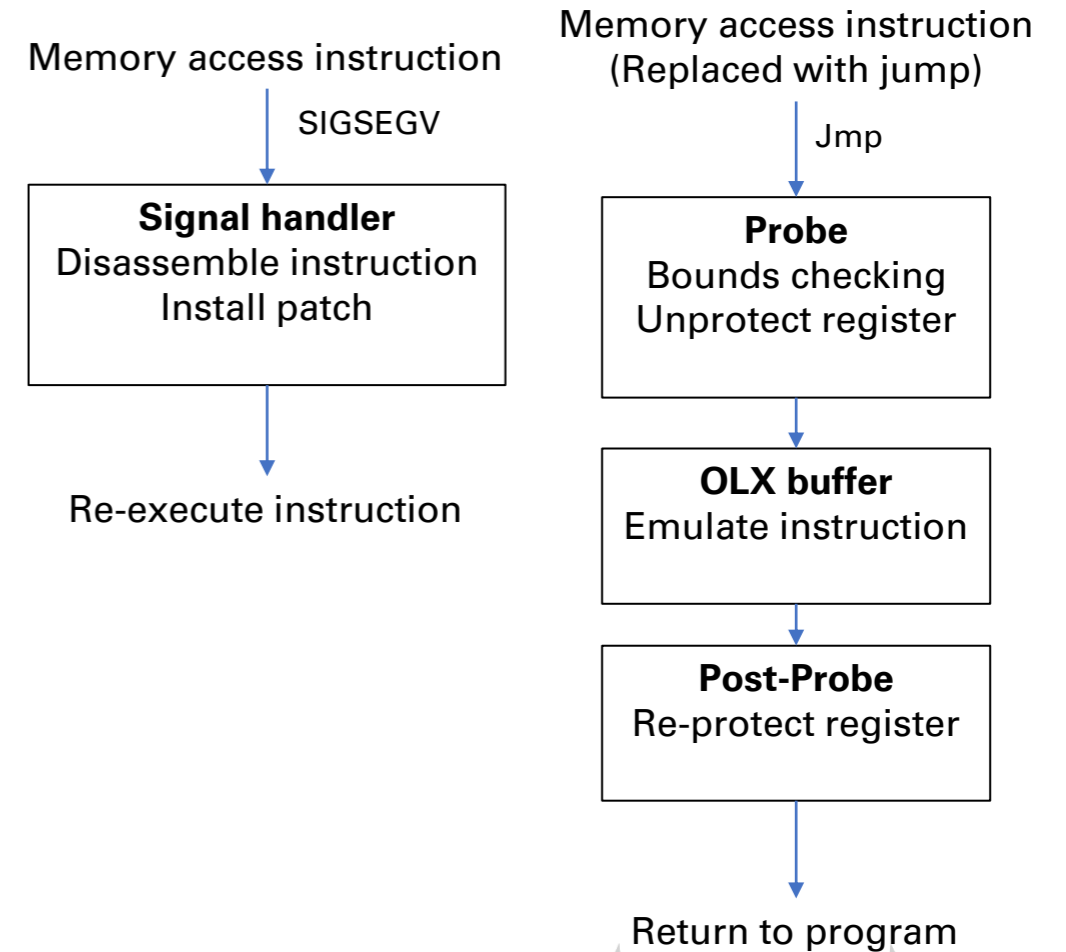 Memory access instruction
SIGSEGV
Signal handler
Disassemble instruction
Install patch
Re-execute instruction
Memory access instruction
(Replaced with jump)
Jmp
Probe
Bounds checking
Unprotect register
OLX buffer
Emulate instruction
Post-Probe
Re-protect register
Return to program